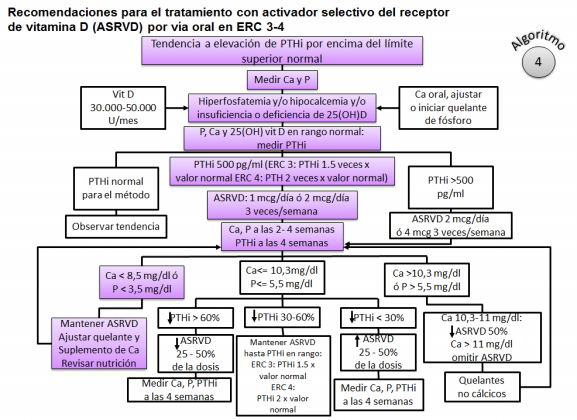 Recomendaciones para el tratamiento con activador selectivo del receptor
de vitamina D (ASRVD) por via oral en ERC 3-4
Algoritmo
4
Tendencia a elevación de PTHi por encima del límite
superior normal
Medir Ca y P
Vit D
30.000-50.000
U/mes
Hiperfosfatemia y/o hipocalcemia y/o
insuficiencia o deficiencia de 25(OH)D
Ca oral, ajustar
o iniciar quelante
de fósforo
P, Ca y 25(OH) vit D en rango normal:
medir PTHi
PTHi normal
para el método
PTHi 500 pg/ml (ERC 3: PTHi 1.5 veces x
valor normal ERC 4: PTH 2 veces x valor normal)
PTHi >500
pg/ml
Observar tendencia
ASRVD: 1 mcg/día ó 2 mcg/día
3 veces/semana
ASRVD 2 mcg/día
ó 4 mcg 3 veces/semana
Ca, P a las 2- 4 semanas
PTHi a las 4 semanas
Ca < 8,5 mg/dl ó
P < 3,5 mg/dl
Ca<= 10,3mg/dl
P<= 5,5 mg/dl
Ca >10,3 mg/dl
ó P > 5,5 mg/dl
Mantener ASRVD
Ajustar quelante y
Suplemento de Ca
Revisar nutrición
PTHi > 60%
PTHi 30-60%
PTHi < 30%
Ca 10,3-11 mg/dl:
ASRVD 50%
Ca > 11 mg/dl
omitir ASRVD
ASRVD
25 - 50%
de la dosis
Mantener ASRVD
hasta PTHi en rango:
ERC 3: PTHi 1.5 x
valor normal
ERC 4:
PTHi 2 x valor
normal
ASRVD
25 - 50%
de la dosis
Medir Ca, P, PTHi
a las 4 semanas
Medir Ca, P, PTHi
a las 4 semanas
Quelantes
no cálcicos